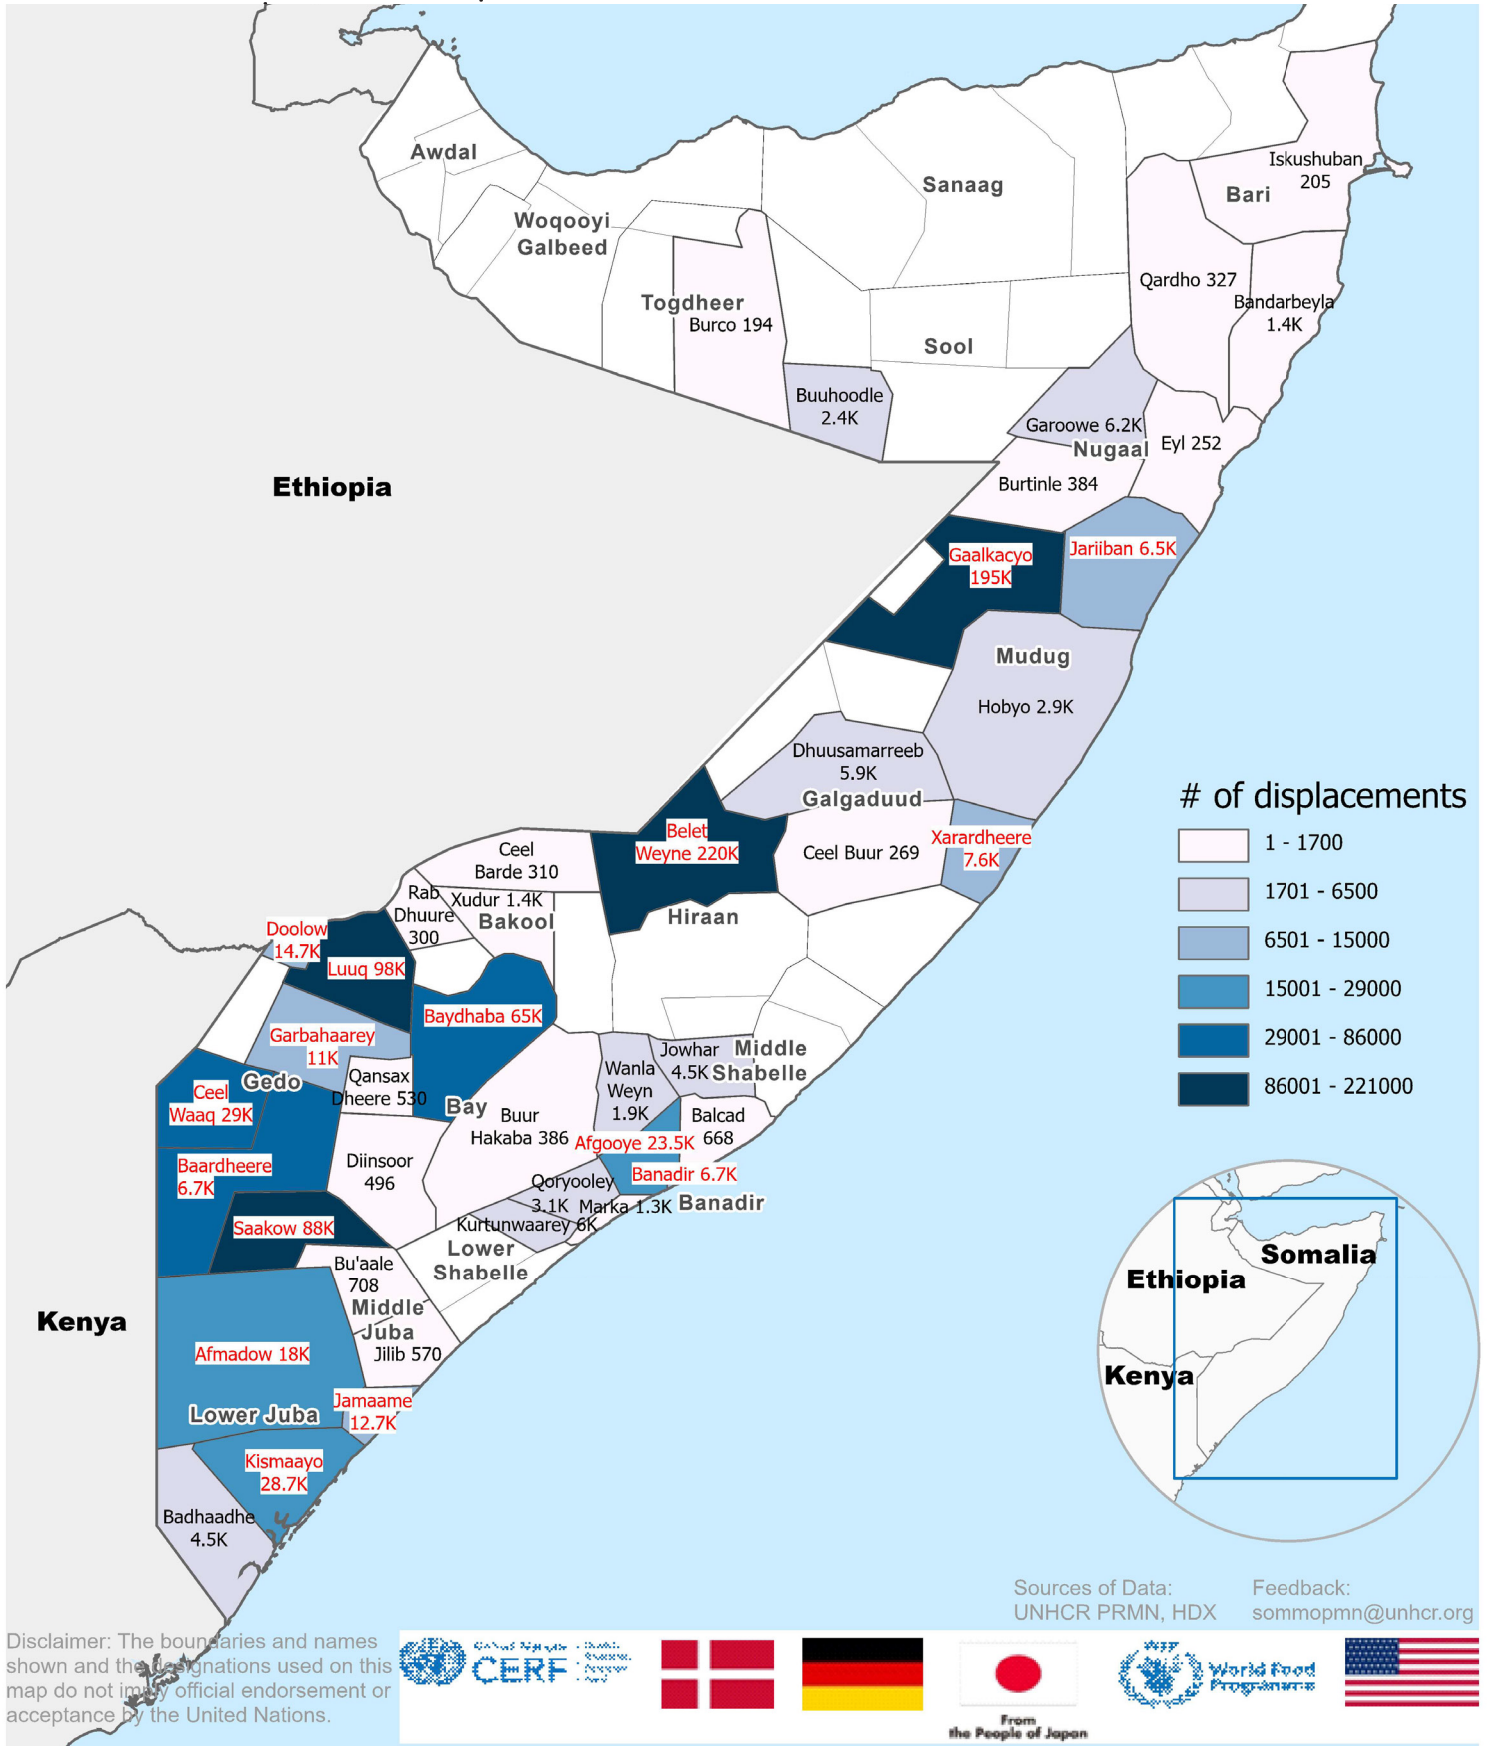 Awdal
Woqooyi
Galbeed
Togdheer
Burco 194
Sanaag
Sool
Buuhoodle
2.4K
Iskushuban
205
Bari
Qardho 327
Bandarbeyla
1.4K
Garoowe 6.2K
Nugaal
Eyl 252
Burtinle 384
Ethiopia
Gaalkacyo
195K
Jariiban 6.5K
Mudug
Hobyo 2.9K
Dhuusamarreeb
5.9K
Galgaduud
Belet
Weyne 220K
Ceel Buur 269
Xarardheere
7.6K
Ceel
Barde 310
Rab
Dhuure
300
Xudur 1.4K
Bakool
Hiraan
Doolow
14.7K
Luuq 98K
Baydhaba 65K
Garbahaarey
11K
Gedo
Qansax
Dheere 530
Ceel
Waaq 29K
Bay
Buur
Hakaba 386
Wanla
Weyn
1.9K
Jowhar
4.5K
Middle
Shabelle
Balcad
668
Afgooye 23.5K
Banadir 6.7K
Banadir
Baardheere
6.7K
Diinsoor
496
Qoryooley
3.1K
Marka 1.3K
Kurtunwaarey 6K
Lower
Shabelle
Saakow 88K
Bu'aale
708
Middle
Juba
Jilib 570
Kenya
Afmadow 18K
Lower Juba
Jamaame
12.7K
Kismaayo
28.7K
Badhaadhe
4.5K
# of displacements
1 - 1700
1701 - 6500
6501 - 15000
15001 - 29000
29001 - 86000
86001 - 221000
Somalia
Ethiopia
Kenya
Sources of Data:
UNHCR PRMN, HDX
Feedback:
sommopmn@unhcr.org
Disclaimer: The boundaries and names
shown and the designations used on this
map do not imply official endorsement or
acceptance by the United Nations.
CERF
From
the People of Japan
World Food
Programme